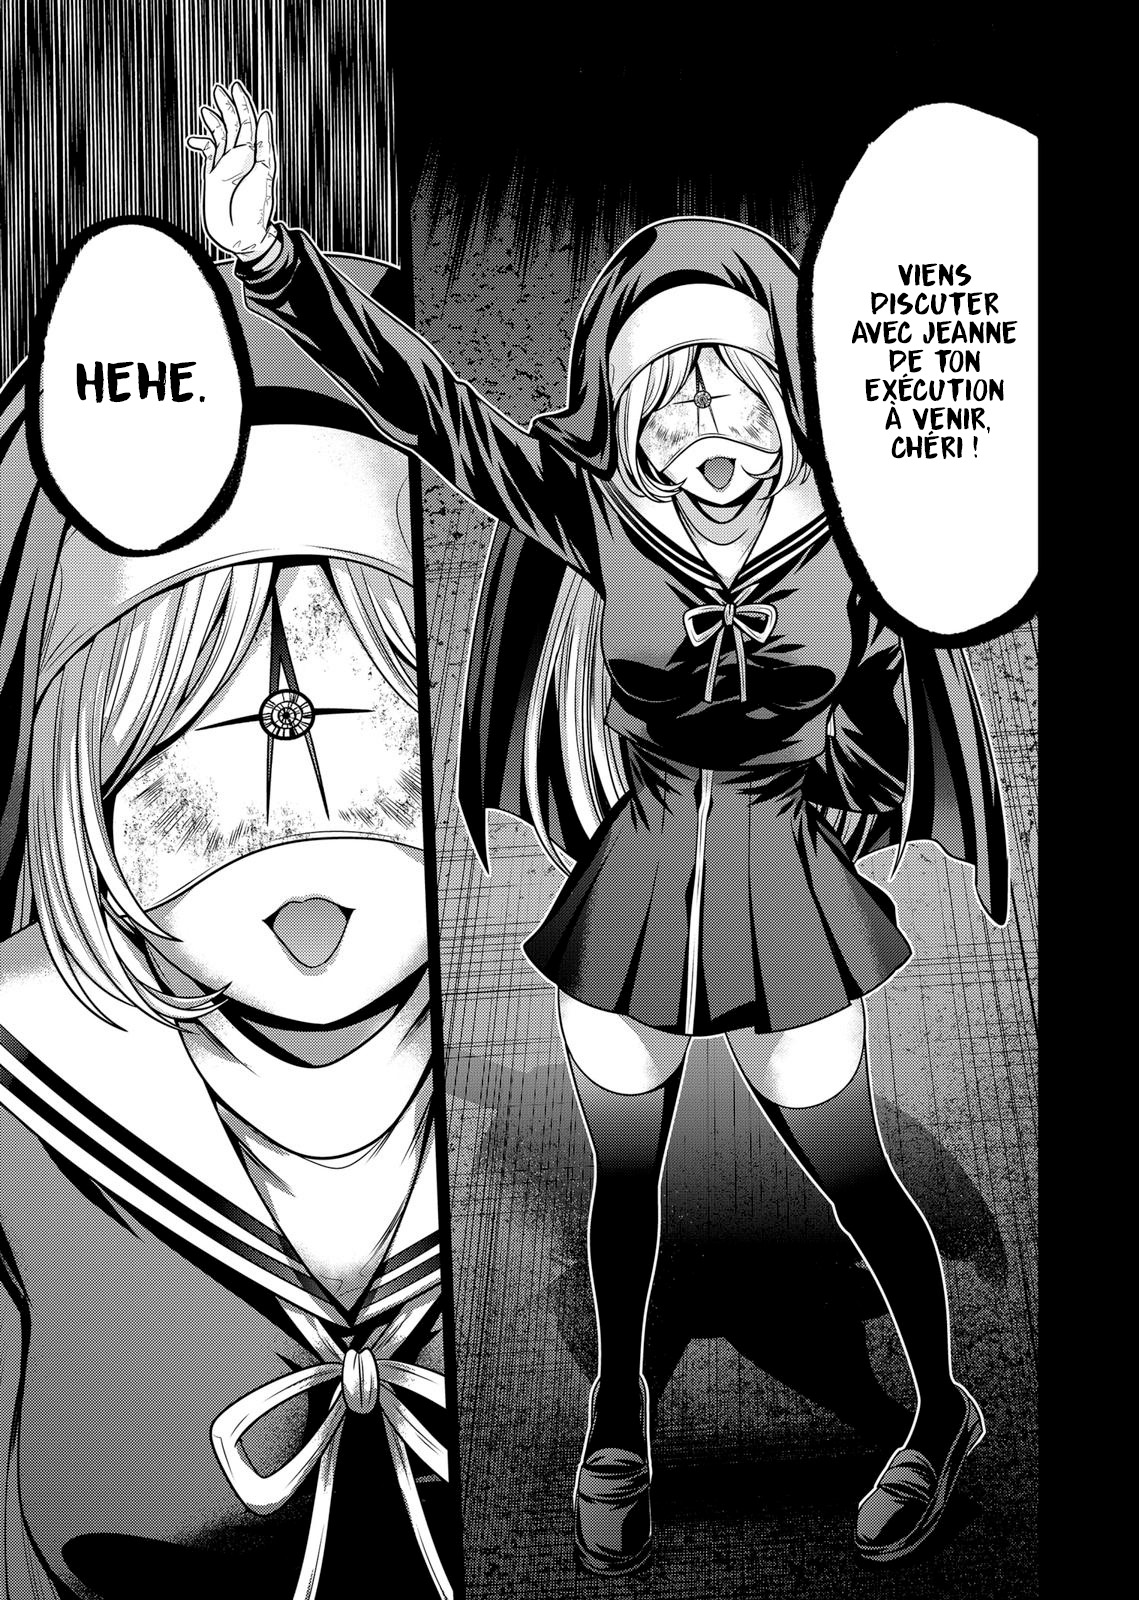 VIENS
DISCUTER
AVEC JEANNE
DE TON
EXÉCUTION
À VENIR,
CHÉRI !
HEHE.